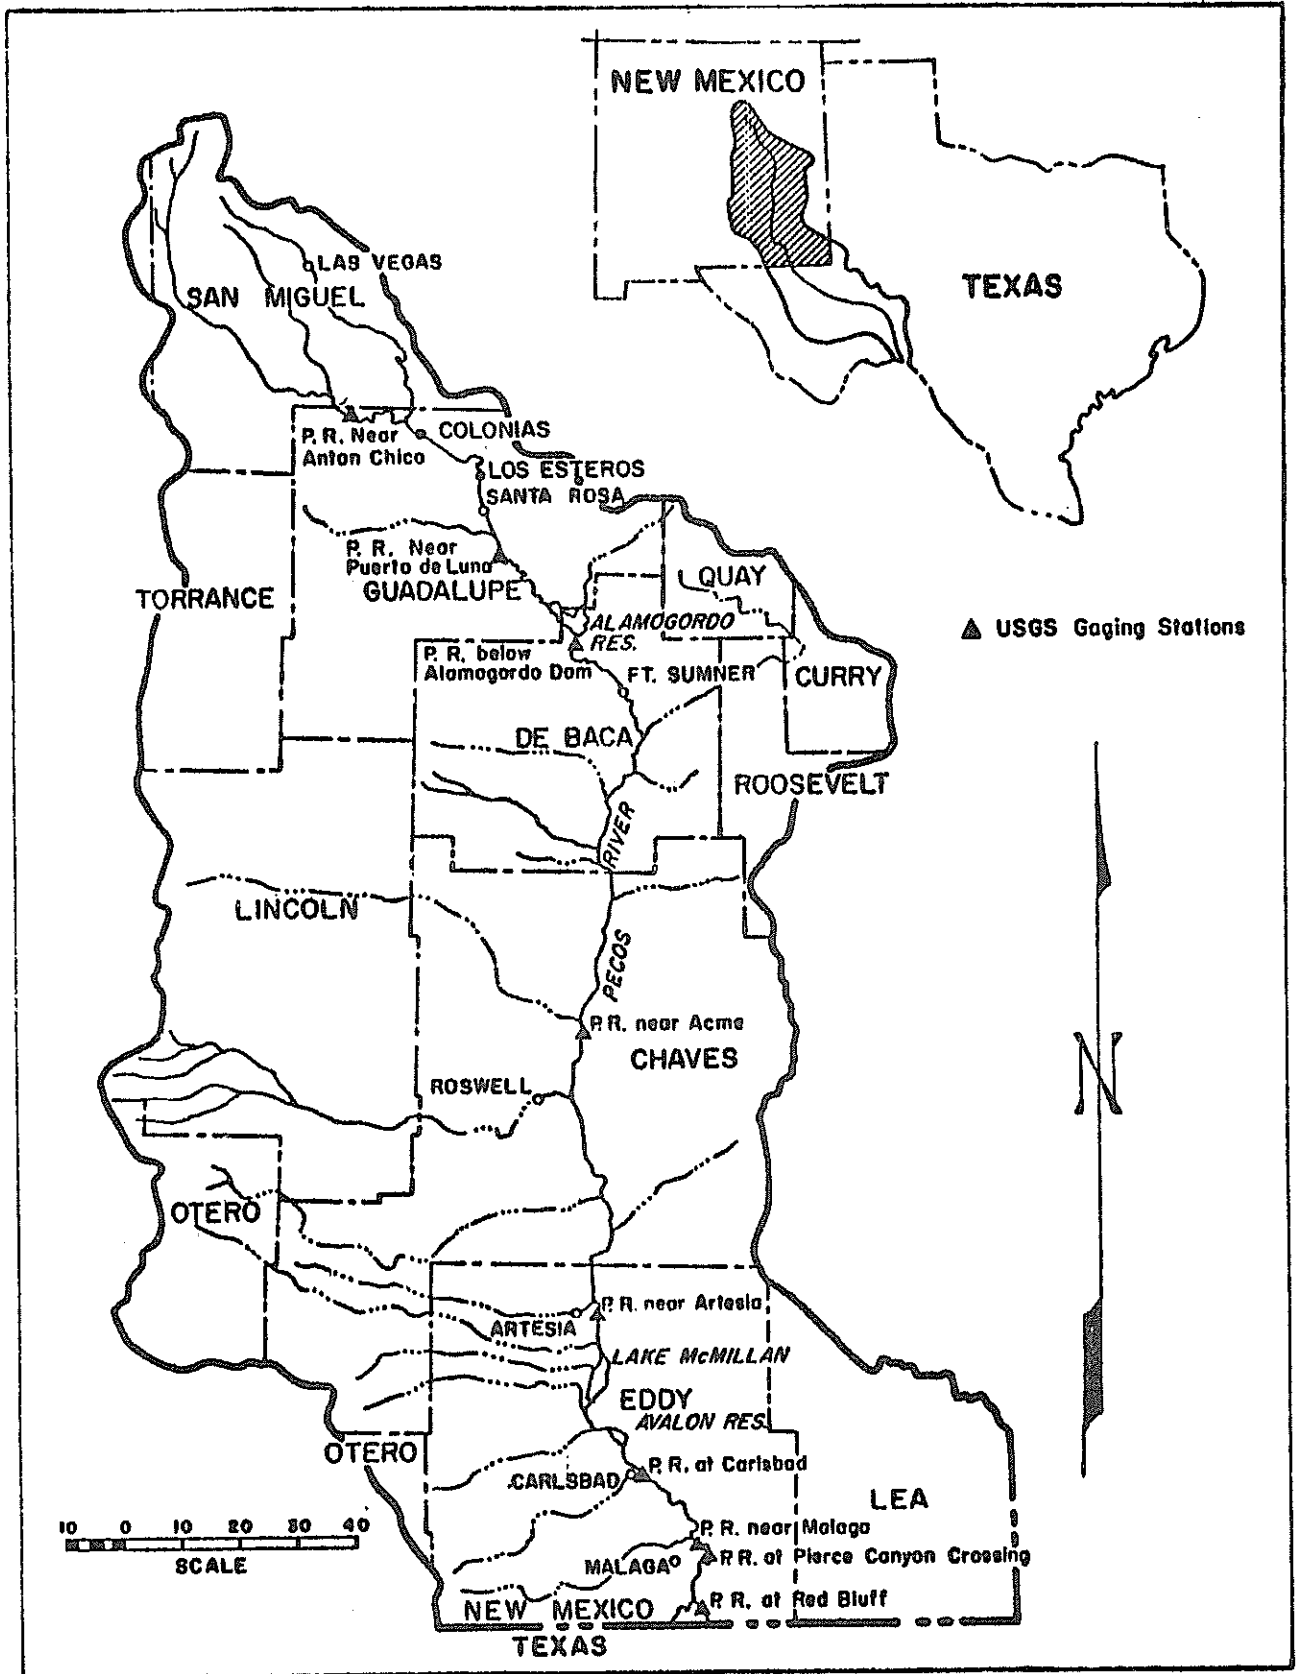 NEW MEXICO
TEXAS
LAS VEGAS
SAN MIGUEL
P. R. Near
Anton Chico
COLONIAS
LOS ESTEROS
SANTA ROSA
P. R. Near
Puerto de Luna
GUADALUPE
TORRANCE
QUAY
ALAMOGORDO
RES.
USGS Gaging Stations
P. R. below
Alamogordo Dam
FT. SUMNER
CURRY
DE BACA
ROOSEVELT
RIVER
LINCOLN
PECOS
P. R. near Acme
CHAVES
N
ROSWELL
OTERO
P. R. near Artesia
ARTESIA
LAKE McMILLAN
EDDY
AVALON RES.
OTERO
P. R. at Carlsbad
CARLSBAD
LEA
10 0 10 20 30 40
SCALE
P. R. near Malaga
P. R. at Pierce Canyon Crossing
MALAGA
P. R. at Red Bluff
NEW MEXICO
TEXAS